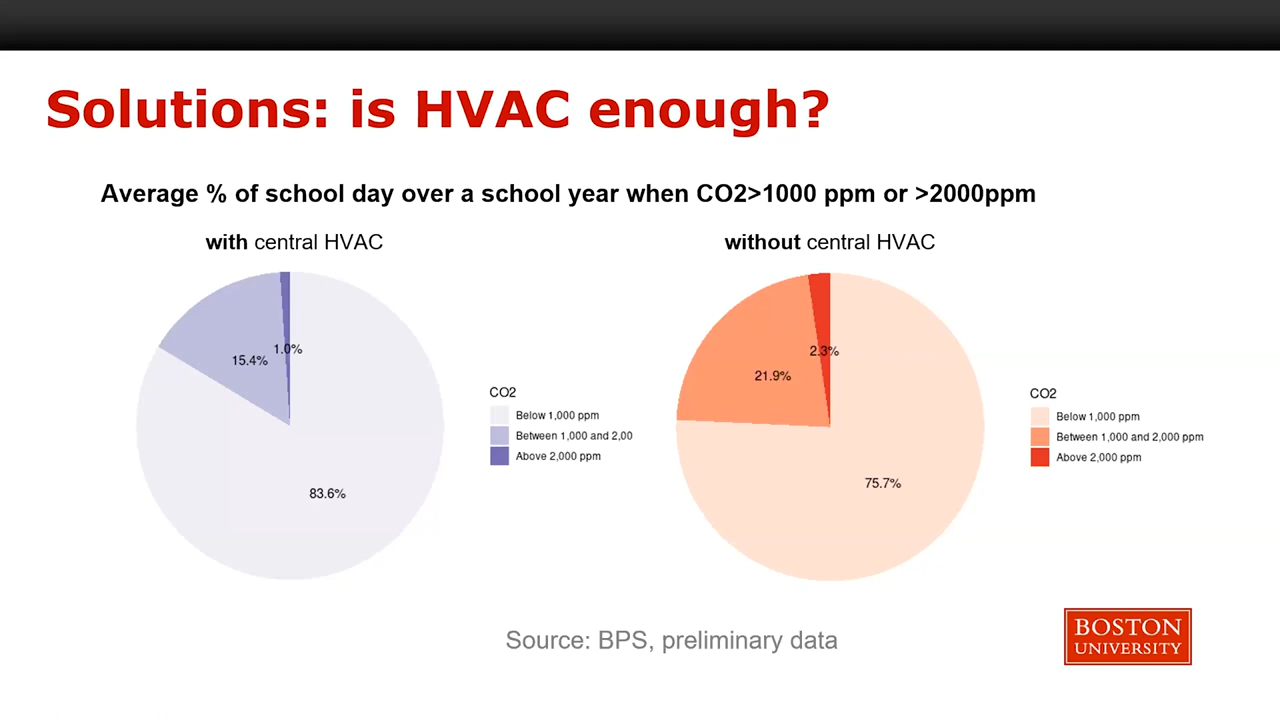 Solutions: is HVAC enough?
Average % of school day over a school year when CO2>1000 ppm or >2000ppm
with central HVAC
1.0%
15.4%
83.6%
CO2
Below 1,000 ppm
Between 1,000 and 2,00
Above 2,000 ppm
without central HVAC
2.3%
21.9%
75.7%
CO2
Below 1,000 ppm
Between 1,000 and 2,000 ppm
Above 2,000 ppm
Source: BPS, preliminary data
BOSTON
UNIVERSITY